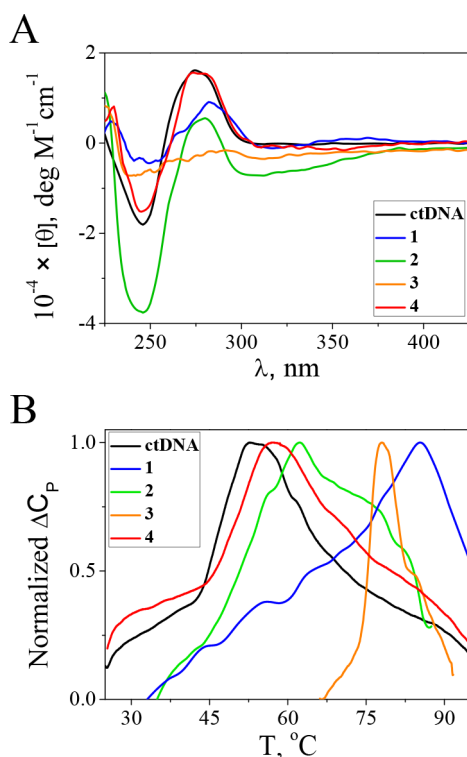 A
2
0
-2
-4
10⁻⁴ × [θ], deg M⁻¹cm⁻¹
250 300 350 400
λ, nm
ctDNA
1
2
3
4
B
1.0
0.5
0.0
Normalized ΔCP
ctDNA
1
2
3
4
30 45 60 75 90
T, °C